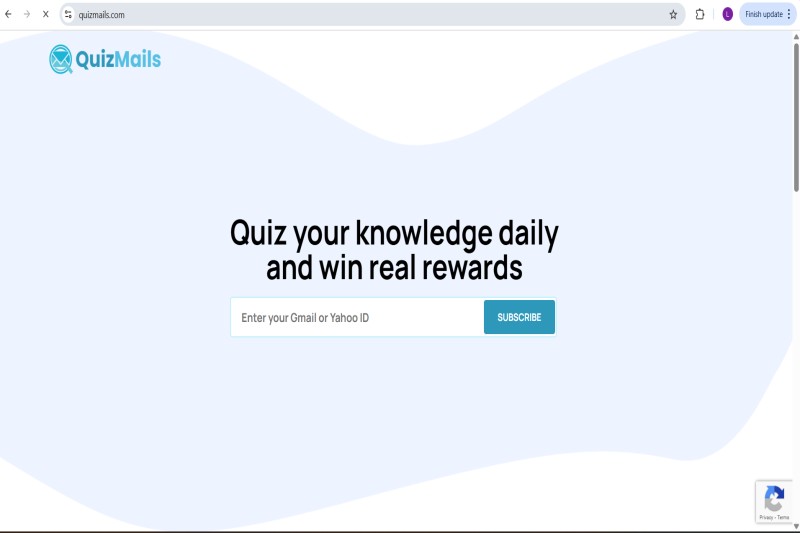 quizmails.com
L
Finish update
QuizMails
Quiz your knowledge daily
and win real rewards
Enter your Gmail or Yahoo ID
SUBSCRIBE
Privacy - Terms